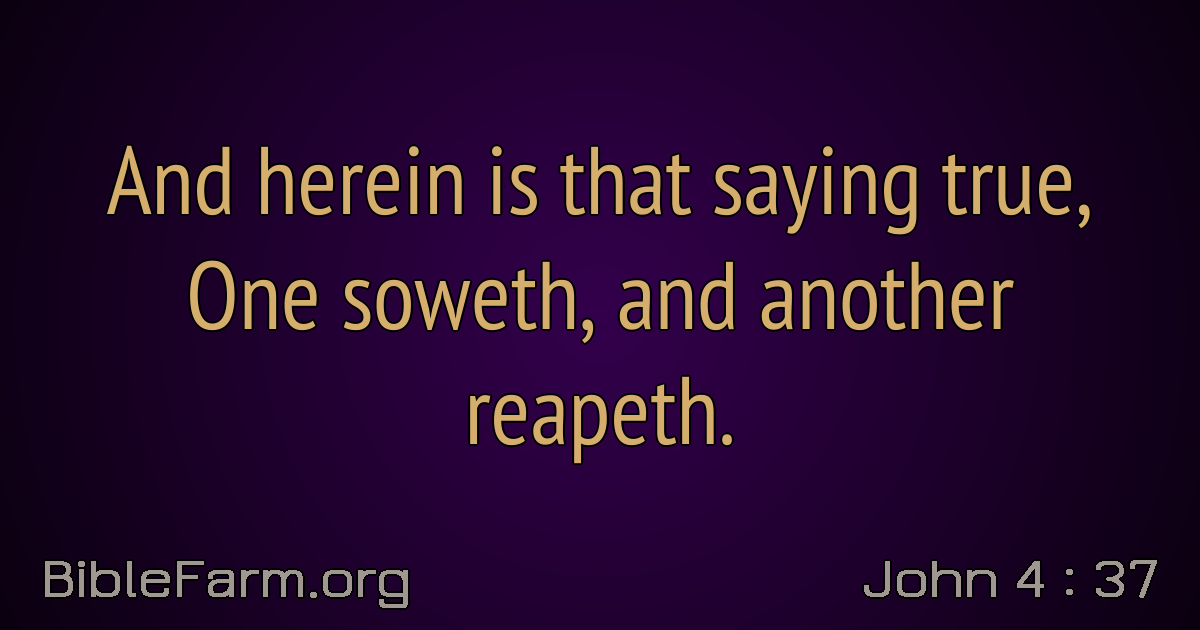 And herein is that saying true,
One soweth, and another
reapeth.
BibleFarm.org
John 4 : 37